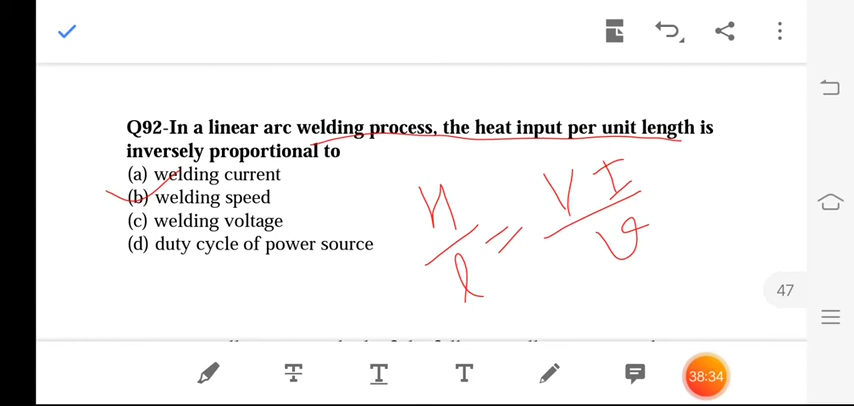 Q92-In a linear arc welding process, the heat input per unit length is
inversely proportional to
(a) welding current
(b) welding speed
(c) welding voltage
(d) duty cycle of power source
H/l = VI/v
47
T T T
38:34